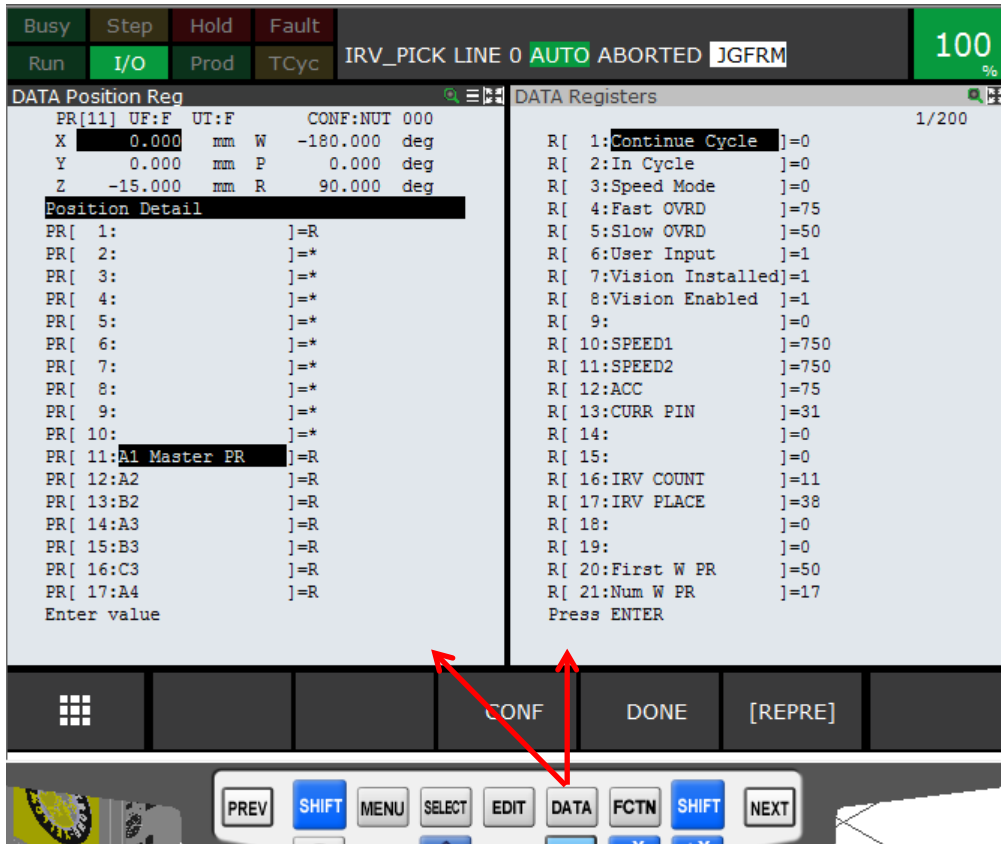 Busy Step Hold Fault
Run I/O Prod TCyc
IRV_PICK LINE 0 AUTO ABORTED JGFRM
100
%
DATA Position Reg
PR[11] UF:F UT:F CONF:NUT 000
X 0.000 mm W -180.000 deg
Y 0.000 mm P 0.000 deg
Z -15.000 mm R 90.000 deg
Position Detail
PR[ 1: ]=R
PR[ 2: ]=*
PR[ 3: ]=*
PR[ 4: ]=*
PR[ 5: ]=*
PR[ 6: ]=*
PR[ 7: ]=*
PR[ 8: ]=*
PR[ 9: ]=*
PR[ 10: ]=*
PR[ 11:A1 Master PR ]=R
PR[ 12:A2 ]=R
PR[ 13:B2 ]=R
PR[ 14:A3 ]=R
PR[ 15:B3 ]=R
PR[ 16:C3 ]=R
PR[ 17:A4 ]=R
Enter value
DATA Registers
1/200
R[ 1:Continue Cycle ]=0
R[ 2:In Cycle ]=0
R[ 3:Speed Mode ]=0
R[ 4:Fast OVRD ]=75
R[ 5:Slow OVRD ]=50
R[ 6:User Input ]=1
R[ 7:Vision Installed]=1
R[ 8:Vision Enabled ]=1
R[ 9: ]=0
R[ 10:SPEED1 ]=750
R[ 11:SPEED2 ]=750
R[ 12:ACC ]=75
R[ 13:CURR PIN ]=31
R[ 14: ]=0
R[ 15: ]=0
R[ 16:IRV COUNT ]=11
R[ 17:IRV PLACE ]=38
R[ 18: ]=0
R[ 19: ]=0
R[ 20:First W PR ]=50
R[ 21:Num W PR ]=17
Press ENTER
CONF DONE [REPRE]
PREV SHIFT MENU SELECT EDIT DATA FCTN SHIFT NEXT